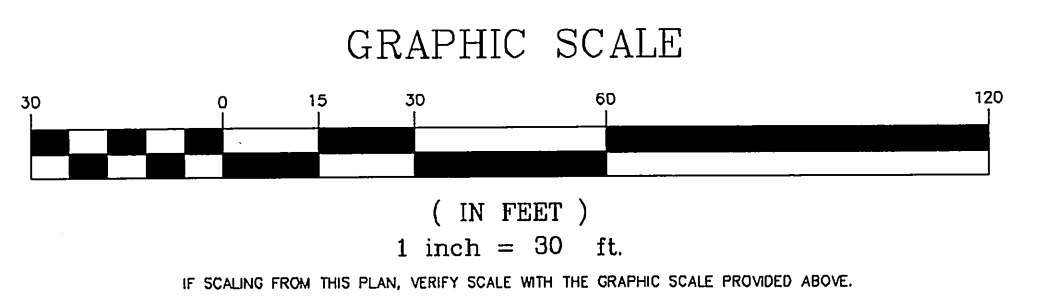 GRAPHIC SCALE
30 0 15 30 60 120
( IN FEET )
1 inch = 30 ft.
IF SCALING FROM THIS PLAN, VERIFY SCALE WITH THE GRAPHIC SCALE PROVIDED ABOVE.